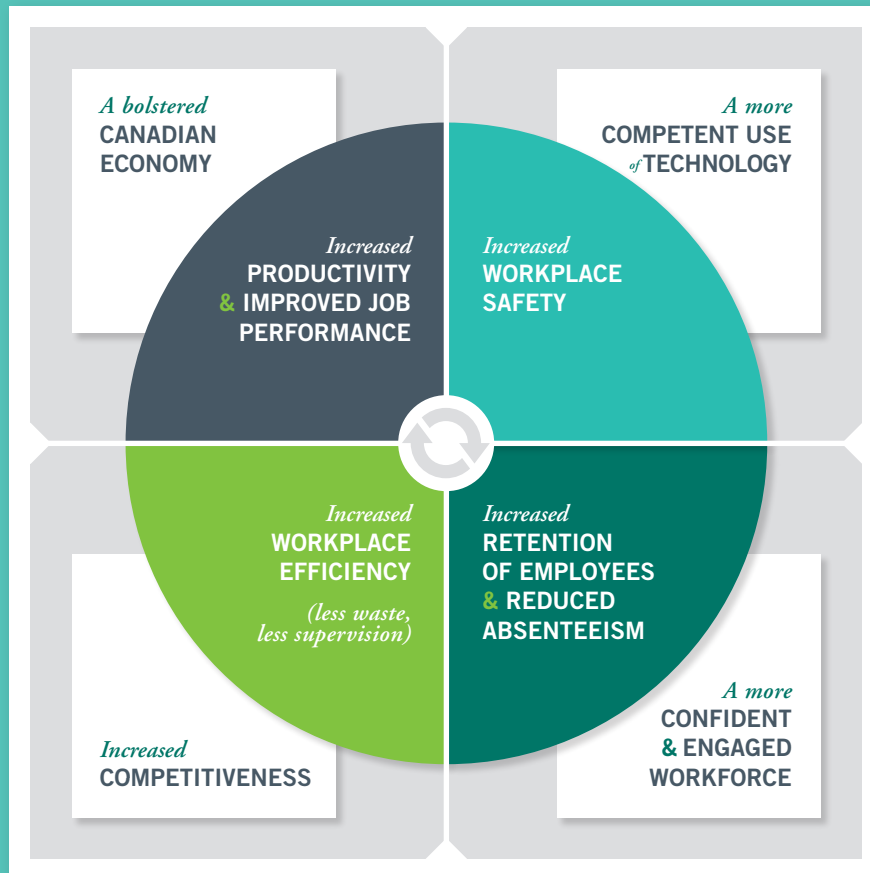 A bolstered
CANADIAN
ECONOMY
A more
COMPETENT USE
of TECHNOLOGY
Increased
PRODUCTIVITY
& IMPROVED JOB
PERFORMANCE
Increased
WORKPLACE
SAFETY
Increased
WORKPLACE
EFFICIENCY
(less waste,
less supervision)
Increased
RETENTION
OF EMPLOYEES
& REDUCED
ABSENTEEISM
Increased
COMPETITIVENESS
A more
CONFIDENT
& ENGAGED
WORKFORCE